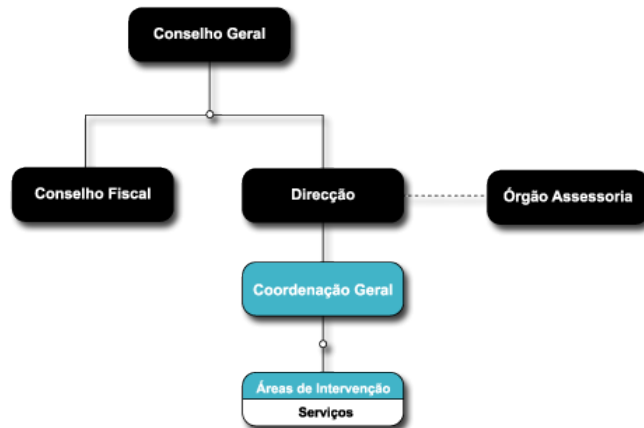 Conselho Geral
Conselho Fiscal
Direcção
Órgão Assessoria
Coordenação Geral
Áreas de Intervenção
Serviços